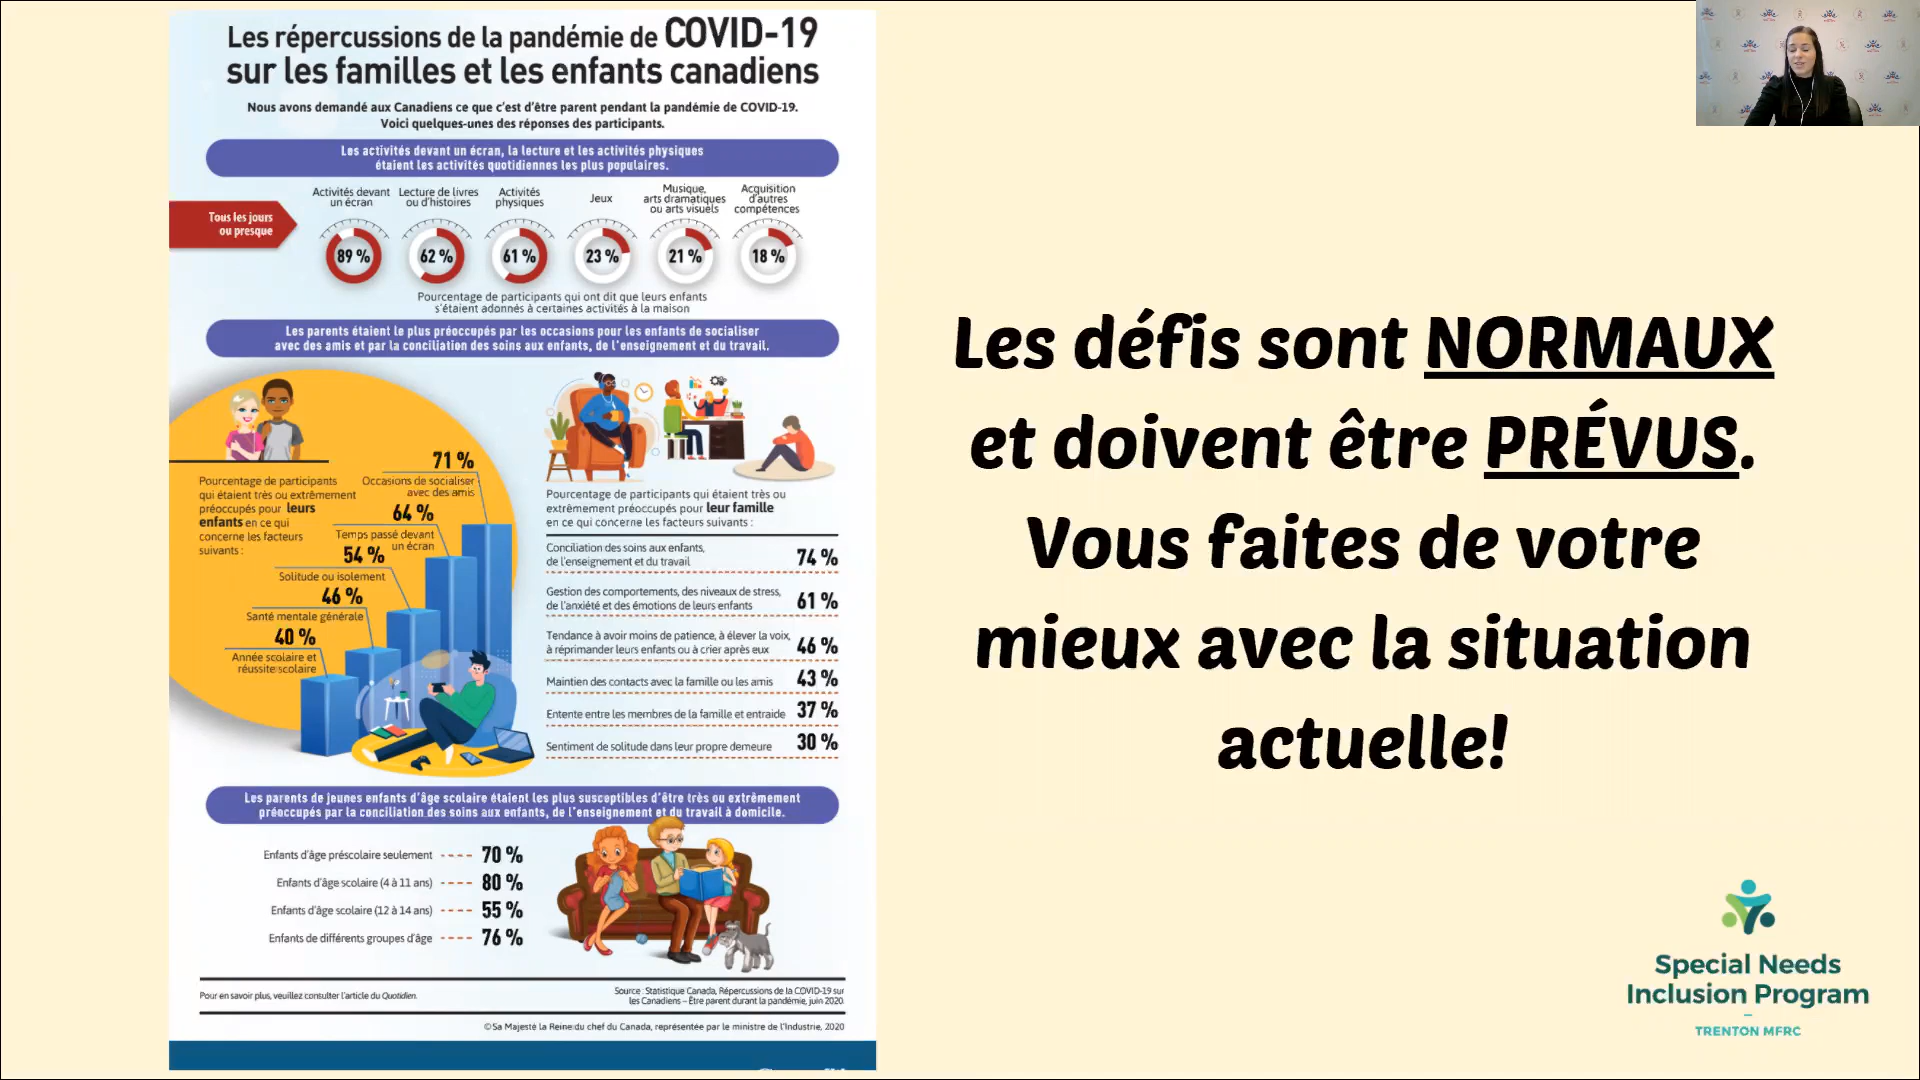 Les répercussions de la pandémie de COVID-19
sur les familles et les enfants canadiens
Nous avons demandé aux Canadiens ce que c'est d'être parent pendant la pandémie de COVID-19.
Voici quelques-unes des réponses des participants.
Les activités devant un écran, la lecture et les activités physiques
étaient les activités quotidiennes les plus populaires.
Tous les jours
ou presque
Activités devant
un écran
89 %
Lecture de livres
ou d'histoires
62 %
Activités
physiques
61 %
Jeux
23 %
Musique,
arts dramatiques
ou arts visuels
21 %
Acquisition
d'autres
compétences
18 %
Pourcentage de participants qui ont dit que leurs enfants
s'étaient adonnés à certaines activités à la maison
Les parents étaient le plus préoccupés par les occasions pour les enfants de socialiser
avec des amis et par la conciliation des soins aux enfants, de l'enseignement et du travail.
Pourcentage de participants
qui étaient très ou extrêmement
préoccupés pour leurs
enfants en ce qui
concerne les facteurs
suivants :
71 %
Occasions de socialiser
avec des amis
64 %
Temps passé devant
un écran
54 %
Solitude ou isolement
46 %
Santé mentale générale
40 %
Année scolaire et
réussite scolaire
Pourcentage de participants qui étaient très ou
extrêmement préoccupés pour leur famille
en ce qui concerne les facteurs suivants :
Conciliation des soins aux enfants,
de l'enseignement et du travail 74 %
Gestion des comportements, des niveaux de stress,
de l'anxiété et des émotions de leurs enfants 61 %
Tendance à avoir moins de patience, à élever la voix,
à réprimander leurs enfants ou à crier après eux 46 %
Maintien des contacts avec la famille ou les amis 43 %
Entente entre les membres de la famille et entraide 37 %
Sentiment de solitude dans leur propre demeure 30 %
Les parents de jeunes enfants d'âge scolaire étaient les plus susceptibles d'être très ou extrêmement
préoccupés par la conciliation des soins aux enfants, de l'enseignement et du travail à domicile.
Enfants d'âge préscolaire seulement ---- 70 %
Enfants d'âge scolaire (4 à 11 ans) ---- 80 %
Enfants d'âge scolaire (12 à 14 ans) ---- 55 %
Enfants de différents groupes d'âge ---- 76 %
Pour en savoir plus, veuillez consulter l'article du Quotidien.
Source : Statistique Canada, Répercussions de la COVID-19 sur
les Canadiens – Être parent durant la pandémie, juin 2020.
© Sa Majesté la Reine du chef du Canada, représentée par le ministre de l'Industrie, 2020
Les défis sont NORMAUX
et doivent être PRÉVUS.
Vous faites de votre
mieux avec la situation
actuelle!
Special Needs
Inclusion Program
TRENTON MFRC